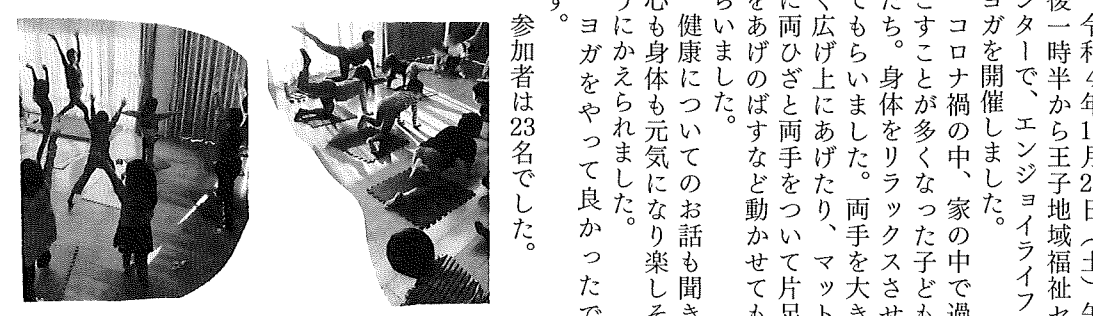 令和４年1月2日（土）午
後一時半から王子地域福祉セ
ンターで、エンジョイライフ
ヨガを開催しました。
コロナ禍の中、家の中で過
ごすことが多くなった子ども
たち。身体をリラックスさせ
てもらいました。両手を大き
く広げ上にあげたり、マット
に両ひざと両手をついて片足
をあげのばすなど動かせても
らいました。
健康についてのお話も聞き
心も身体も元気になり楽しそ
うにかえられました。
ヨガをやって良かったで
す。
参加者は23名でした。